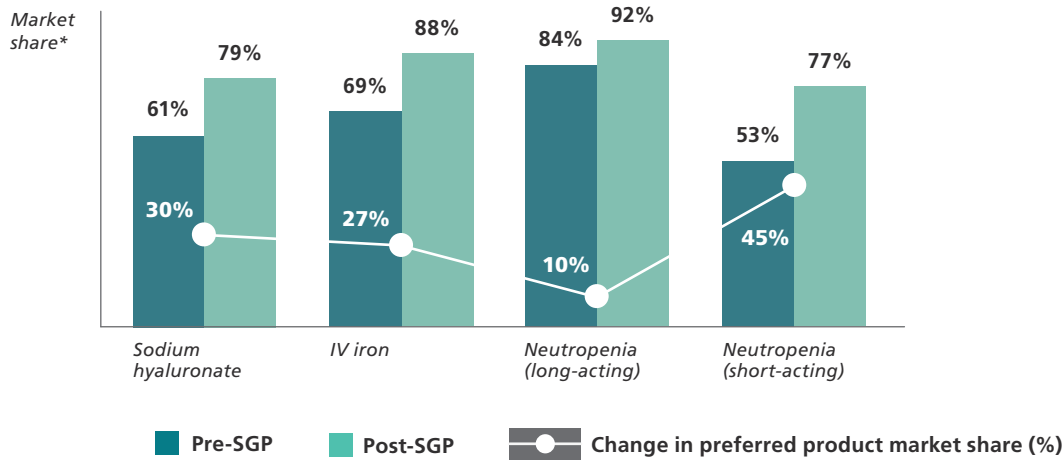 Market
share*
61%
79%
30%
69%
88%
27%
84%
92%
10%
53%
77%
45%
Sodium
hyaluronate
IV iron
Neutropenia
(long-acting)
Neutropenia
(short-acting)
Pre-SGP
Post-SGP
Change in preferred product market share (%)